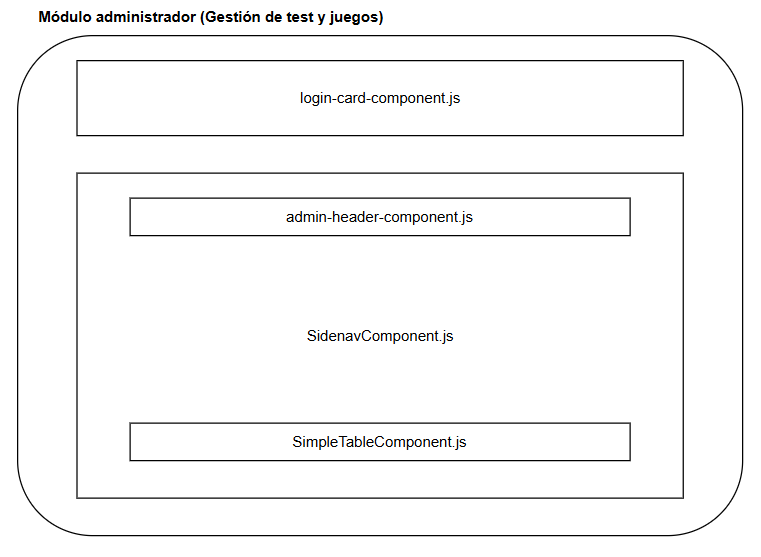 Módulo administrador (Gestión de test y juegos)
login-card-component.js
admin-header-component.js
SidenavComponent.js
SimpleTableComponent.js